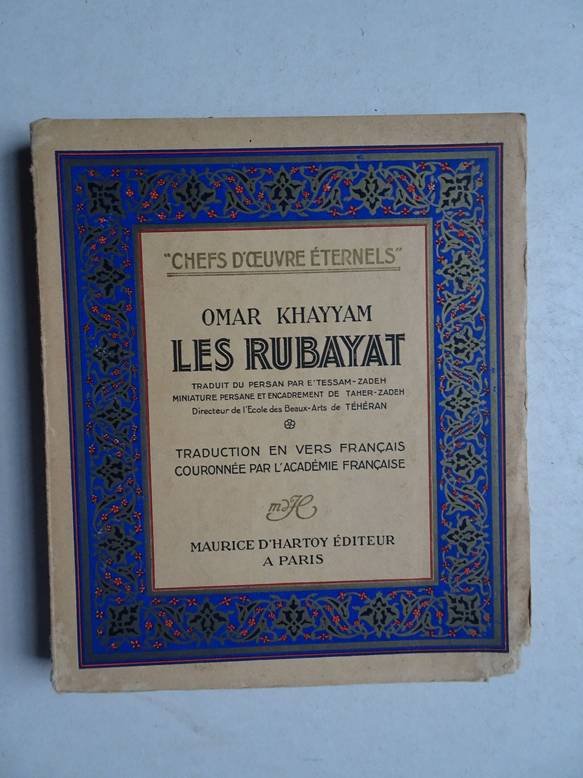 "CHEFS D'ŒUVRE ÉTERNELS"
OMAR KHAYYAM
LES RUBAYAT
TRADUIT DU PERSAN PAR E'TESSAM-ZADEH
MINIATURE PERSANE ET ENCADREMENT DE TAHER-ZADEH
Directeur de l'Ecole des Beaux-Arts de TÉHÉRAN
TRADUCTION EN VERS FRANÇAIS
COURONNÉE PAR L'ACADÉMIE FRANÇAISE
mdH
MAURICE D'HARTOY ÉDITEUR
A PARIS